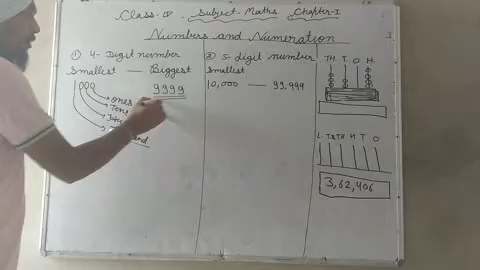 Class-IV Subject-Maths Chapter-I
Numbers and Numeration
① 4-Digit number
Smallest — Biggest
1000 9999
ones
② 5-digit number
Smallest
10,000 — 99,999
TH T O H
L TTH TH H T O
3,62,406